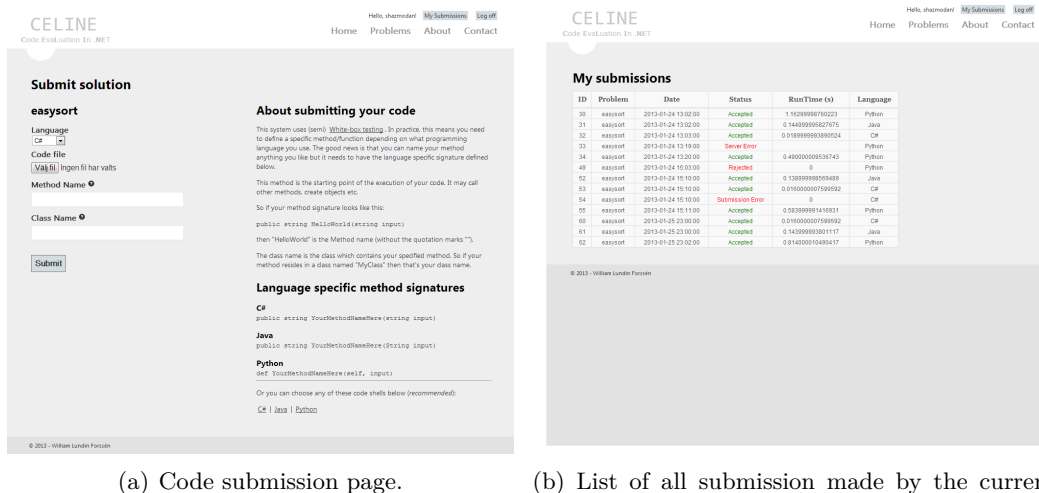 Hello, shazmodan! My Submissions Log off
CELINE
Code EvaLuation In .NET
Home Problems About Contact
Submit solution
easysort
Language
C#
Code file
Välj fil Ingen fil har valts
Method Name
Class Name
Submit
About submitting your code
This system uses (semi) White-box testing . In practice, this means you need
to define a specific method/function depending on what programming
language you use. The good news is that you can name your method
anything you like but it needs to have the language specific signature defined
below.
This method is the starting point of the execution of your code. It may call
other methods, create objects etc.
So if your method signature looks like this:
public string HelloWorld(string input)
then "HelloWorld" is the Method name (without the quotation marks "").
The class name is the class which contains your specified method. So if your
method resides in a class named "MyClass" then that's your class name.
Language specific method signatures
C#
public string YourMethodNameHere(string input)
Java
public string YourMethodNameHere(String input)
Python
def YourMethodNameHere(self, input)
Or you can choose any of these code shells below (recommended):
C# | Java | Python
© 2013 - William Lundin Forssén
(a) Code submission page.
Hello, shazmodan! My Submissions Log off
CELINE
Code EvaLuation In .NET
Home Problems About Contact
My submissions
ID Problem Date Status RunTime (s) Language
30 easysort 2013-01-24 13:02:00 Accepted 1.16299998760223 Python
31 easysort 2013-01-24 13:02:00 Accepted 0.144999995827675 Java
32 easysort 2013-01-24 13:03:00 Accepted 0.0189999993890524 C#
33 easysort 2013-01-24 13:19:00 Server Error Python
34 easysort 2013-01-24 13:20:00 Accepted 0.490000009536743 Python
49 easysort 2013-01-24 15:03:00 Rejected 0 Python
52 easysort 2013-01-24 15:10:00 Accepted 0.138999998569489 Java
53 easysort 2013-01-24 15:10:00 Accepted 0.0160000007599592 C#
54 easysort 2013-01-24 15:10:00 Submission Error 0 C#
55 easysort 2013-01-24 15:11:00 Accepted 0.583999991416931 Python
60 easysort 2013-01-25 23:00:00 Accepted 0.0160000007599592 C#
61 easysort 2013-01-25 23:00:00 Accepted 0.143999993801117 Java
62 easysort 2013-01-25 23:02:00 Accepted 0.814000010490417 Python
© 2013 - William Lundin Forssén
(b) List of all submission made by the curren